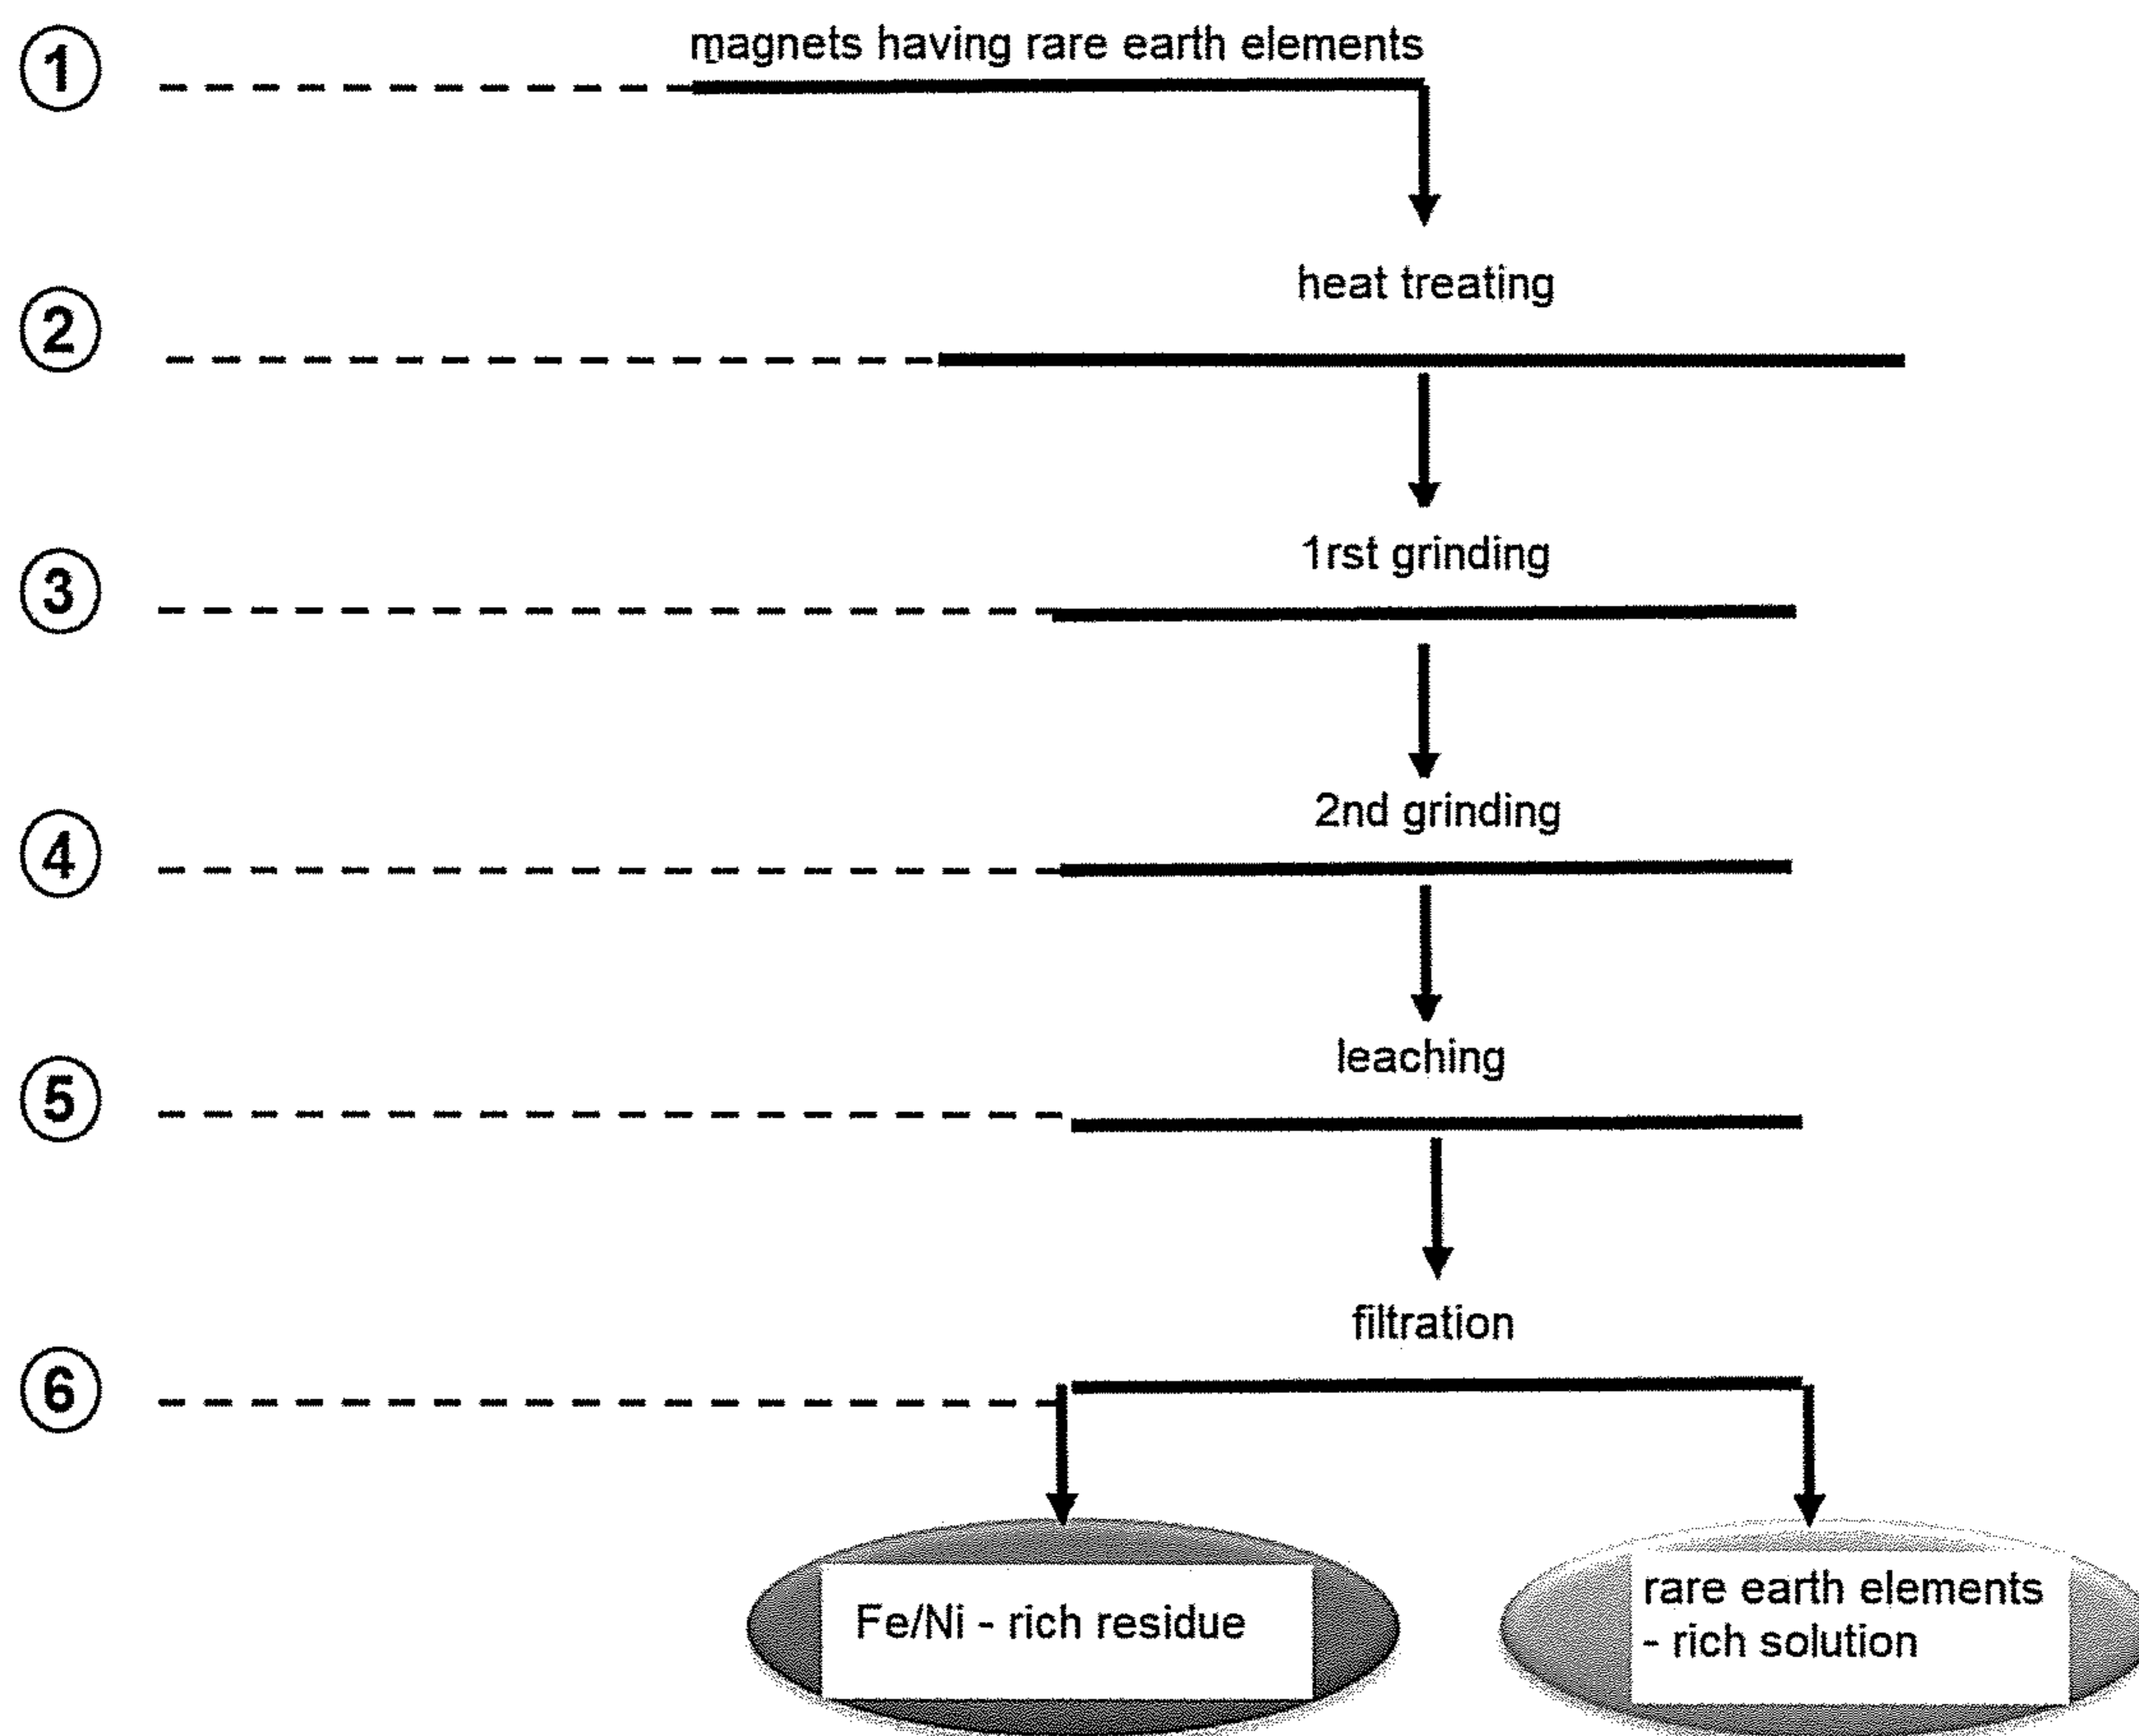 1
magnets having rare earth elements
2
heat treating
3
1rst grinding
4
2nd grinding
5
leaching
6
filtration
Fe/Ni - rich residue
rare earth elements
- rich solution